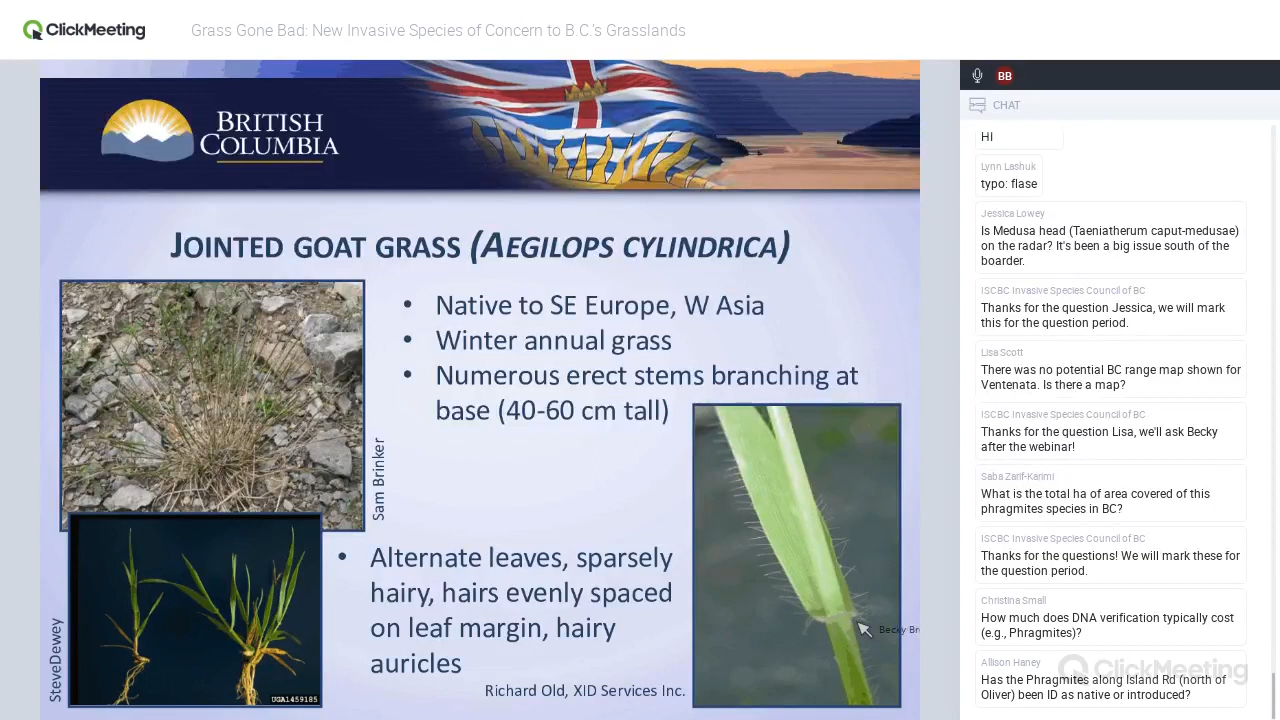 ClickMeeting
Grass Gone Bad: New Invasive Species of Concern to B.C.'s Grasslands
BB
CHAT
BRITISH
COLUMBIA
JOINTED GOAT GRASS (AEGILOPS CYLINDRICA)
• Native to SE Europe, W Asia
• Winter annual grass
• Numerous erect stems branching at
base (40-60 cm tall)
Sam Brinker
• Alternate leaves, sparsely
hairy, hairs evenly spaced
on leaf margin, hairy
auricles
SteveDewey
UGA1459185
Richard Old, XID Services Inc.
Becky Br
HI
Lynn Lashuk
typo: flase
Jessica Lowey
Is Medusa head (Taeniatherum caput-medusae)
on the radar? It's been a big issue south of the
boarder.
ISCBC Invasive Species Council of BC
Thanks for the question Jessica, we will mark
this for the question period.
Lisa Scott
There was no potential BC range map shown for
Ventenata. Is there a map?
ISCBC Invasive Species Council of BC
Thanks for the question Lisa, we'll ask Becky
after the webinar!
Saba Zarif-Karimi
What is the total ha of area covered of this
phragmites species in BC?
ISCBC Invasive Species Council of BC
Thanks for the questions! We will mark these for
the question period.
Christina Small
How much does DNA verification typically cost
(e.g., Phragmites)?
Allison Haney
Has the Phragmites along Island Rd (north of
Oliver) been ID as native or introduced?
ClickMeeting